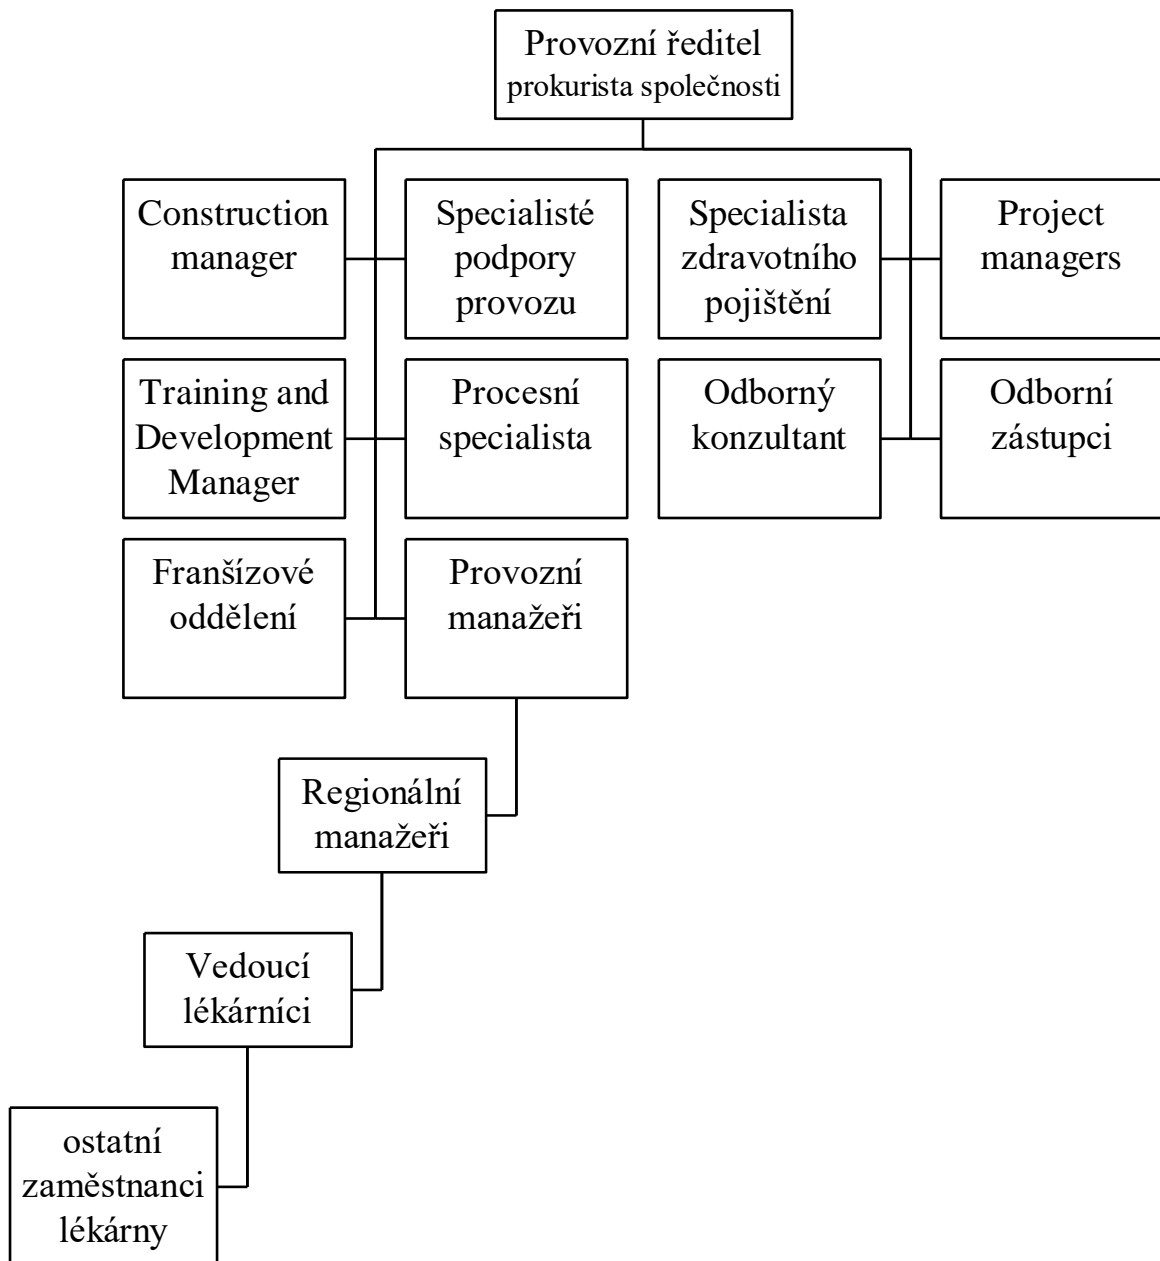 Provozní ředitel
prokurista společnosti
Construction
manager
Specialisté
podpory
provozu
Specialista
zdravotního
pojištění
Project
managers
Training and
Development
Manager
Procesní
specialista
Odborný
konzultant
Odborní
zástupci
Franšízové
oddělení
Provozní
manažeři
Regionální
manažeři
Vedoucí
lékárníci
ostatní
zaměstnanci
lékárny